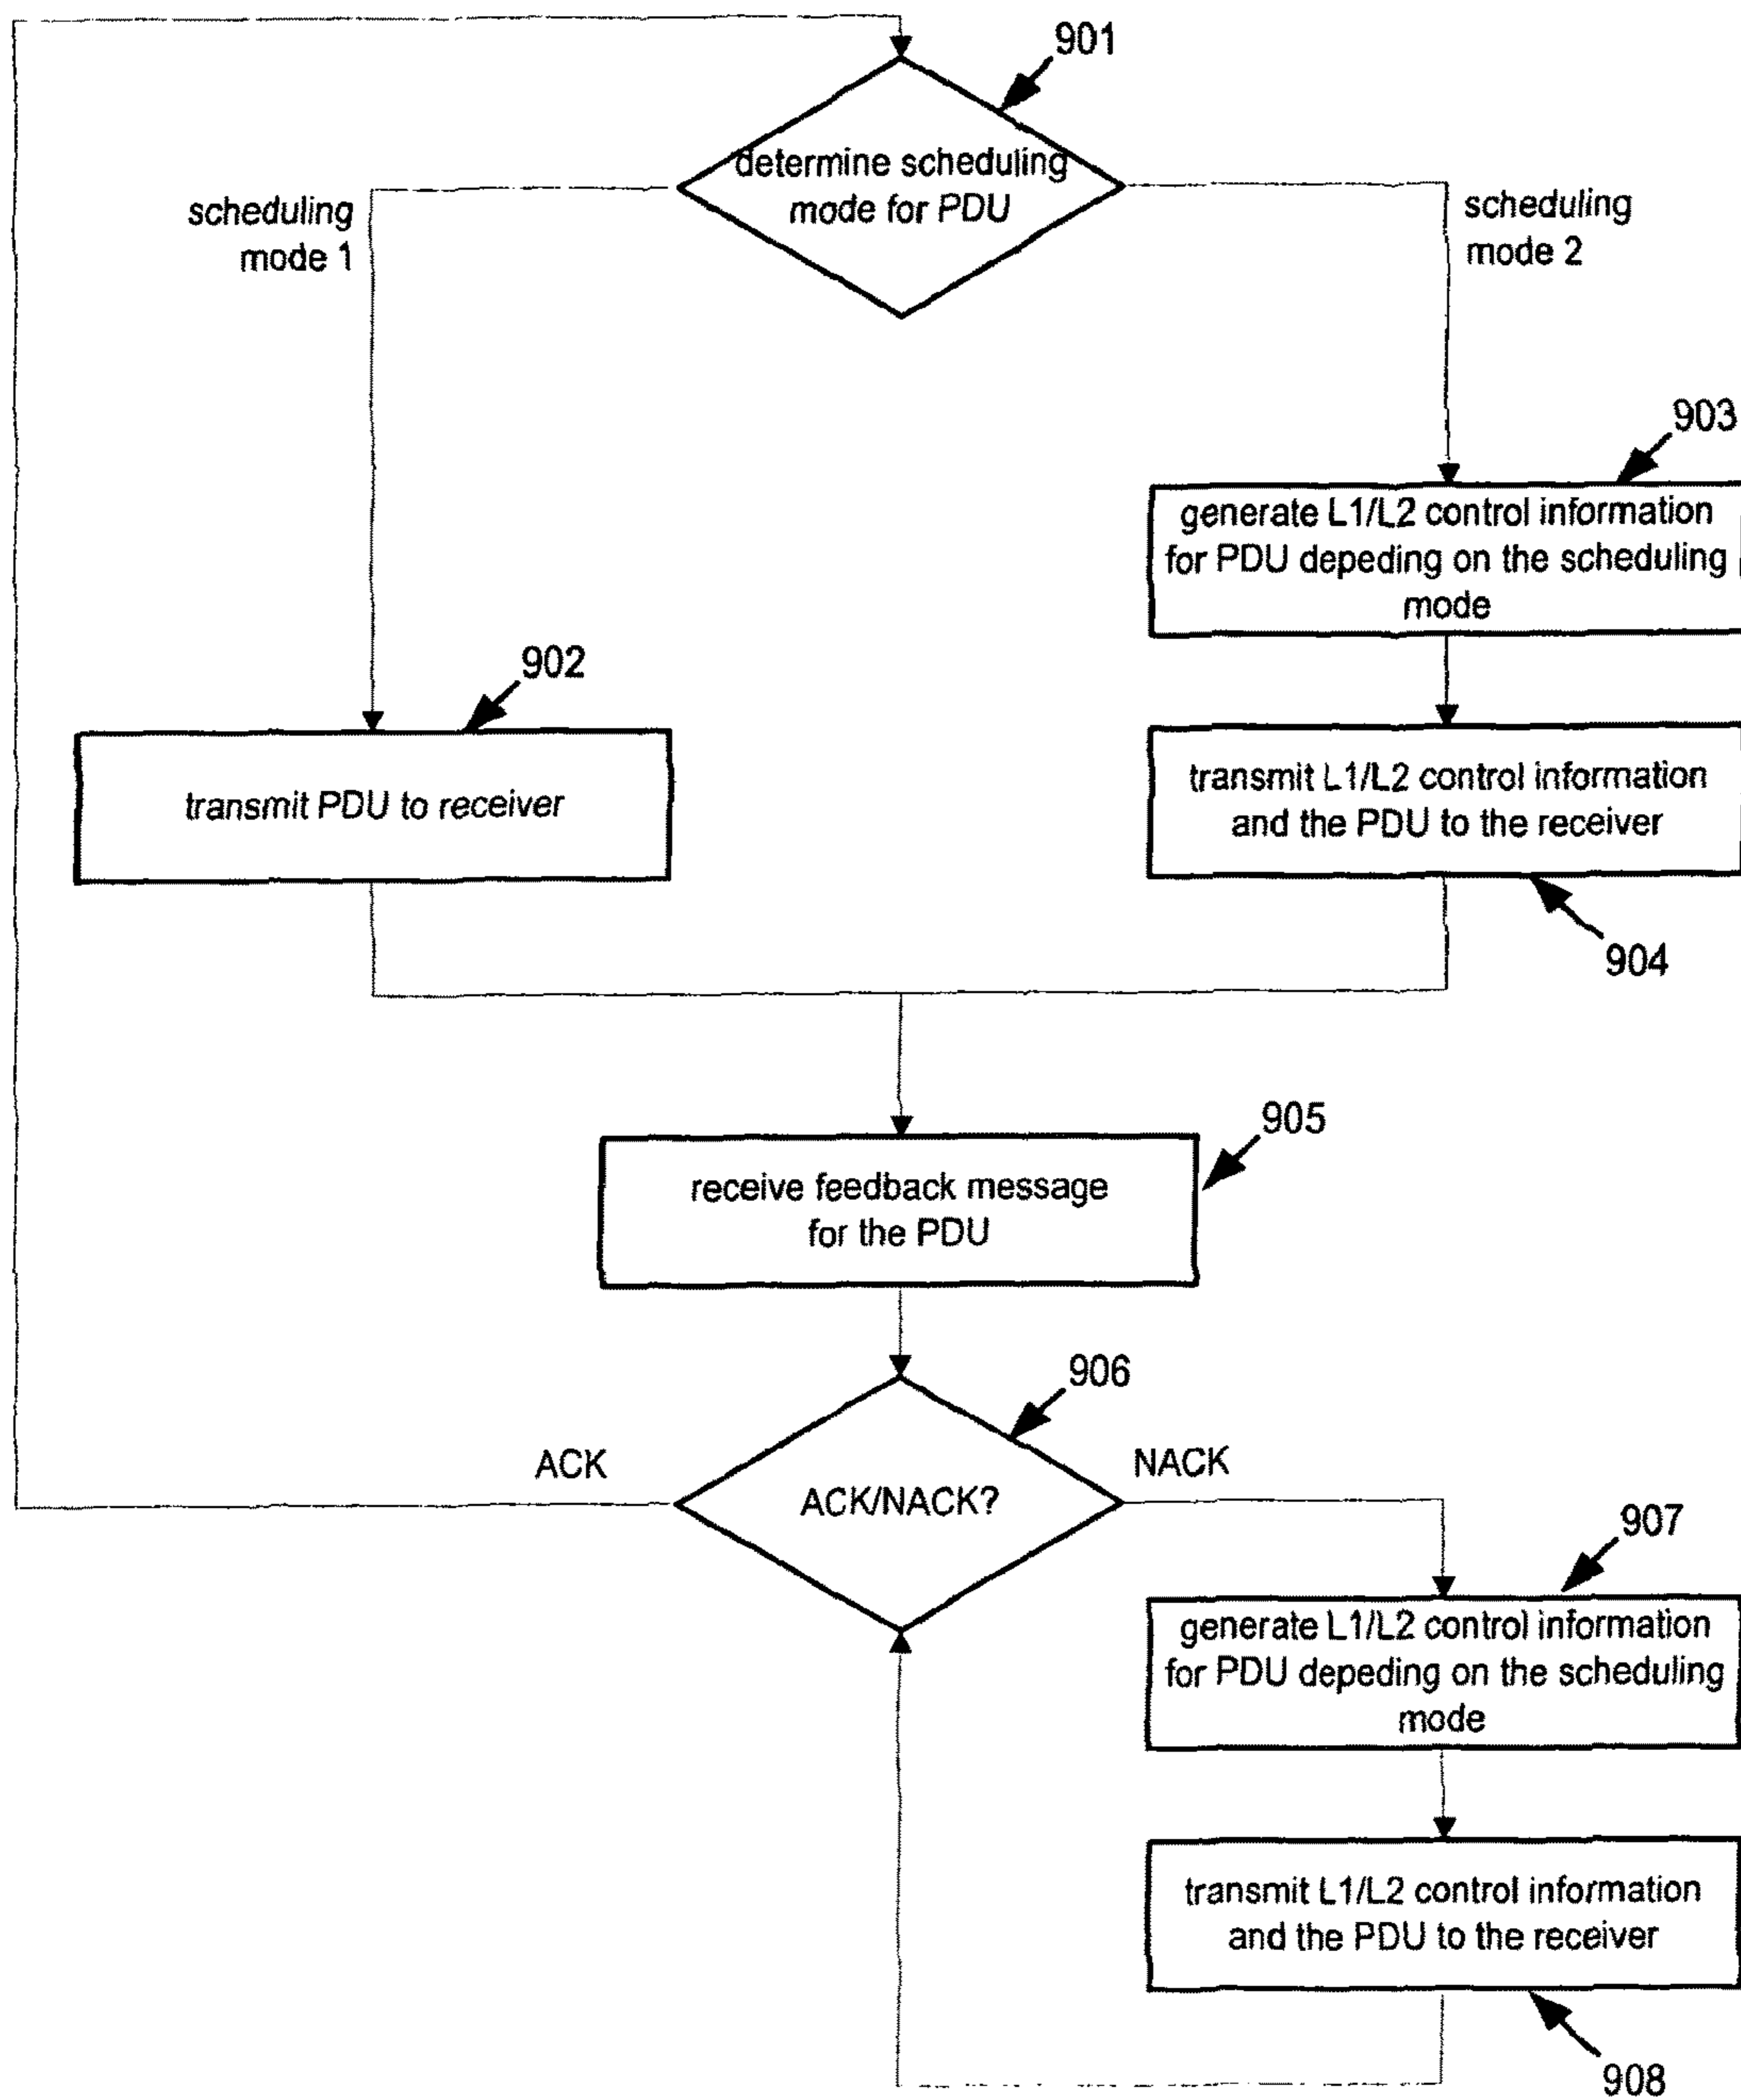 901
determine scheduling
mode for PDU
scheduling
mode 1
scheduling
mode 2
903
generate L1/L2 control information
for PDU depeding on the scheduling
mode
902
transmit PDU to receiver
transmit L1/L2 control information
and the PDU to the receiver
904
905
receive feedback message
for the PDU
906
ACK
NACK
ACK/NACK?
907
generate L1/L2 control information
for PDU depeding on the scheduling
mode
transmit L1/L2 control information
and the PDU to the receiver
908